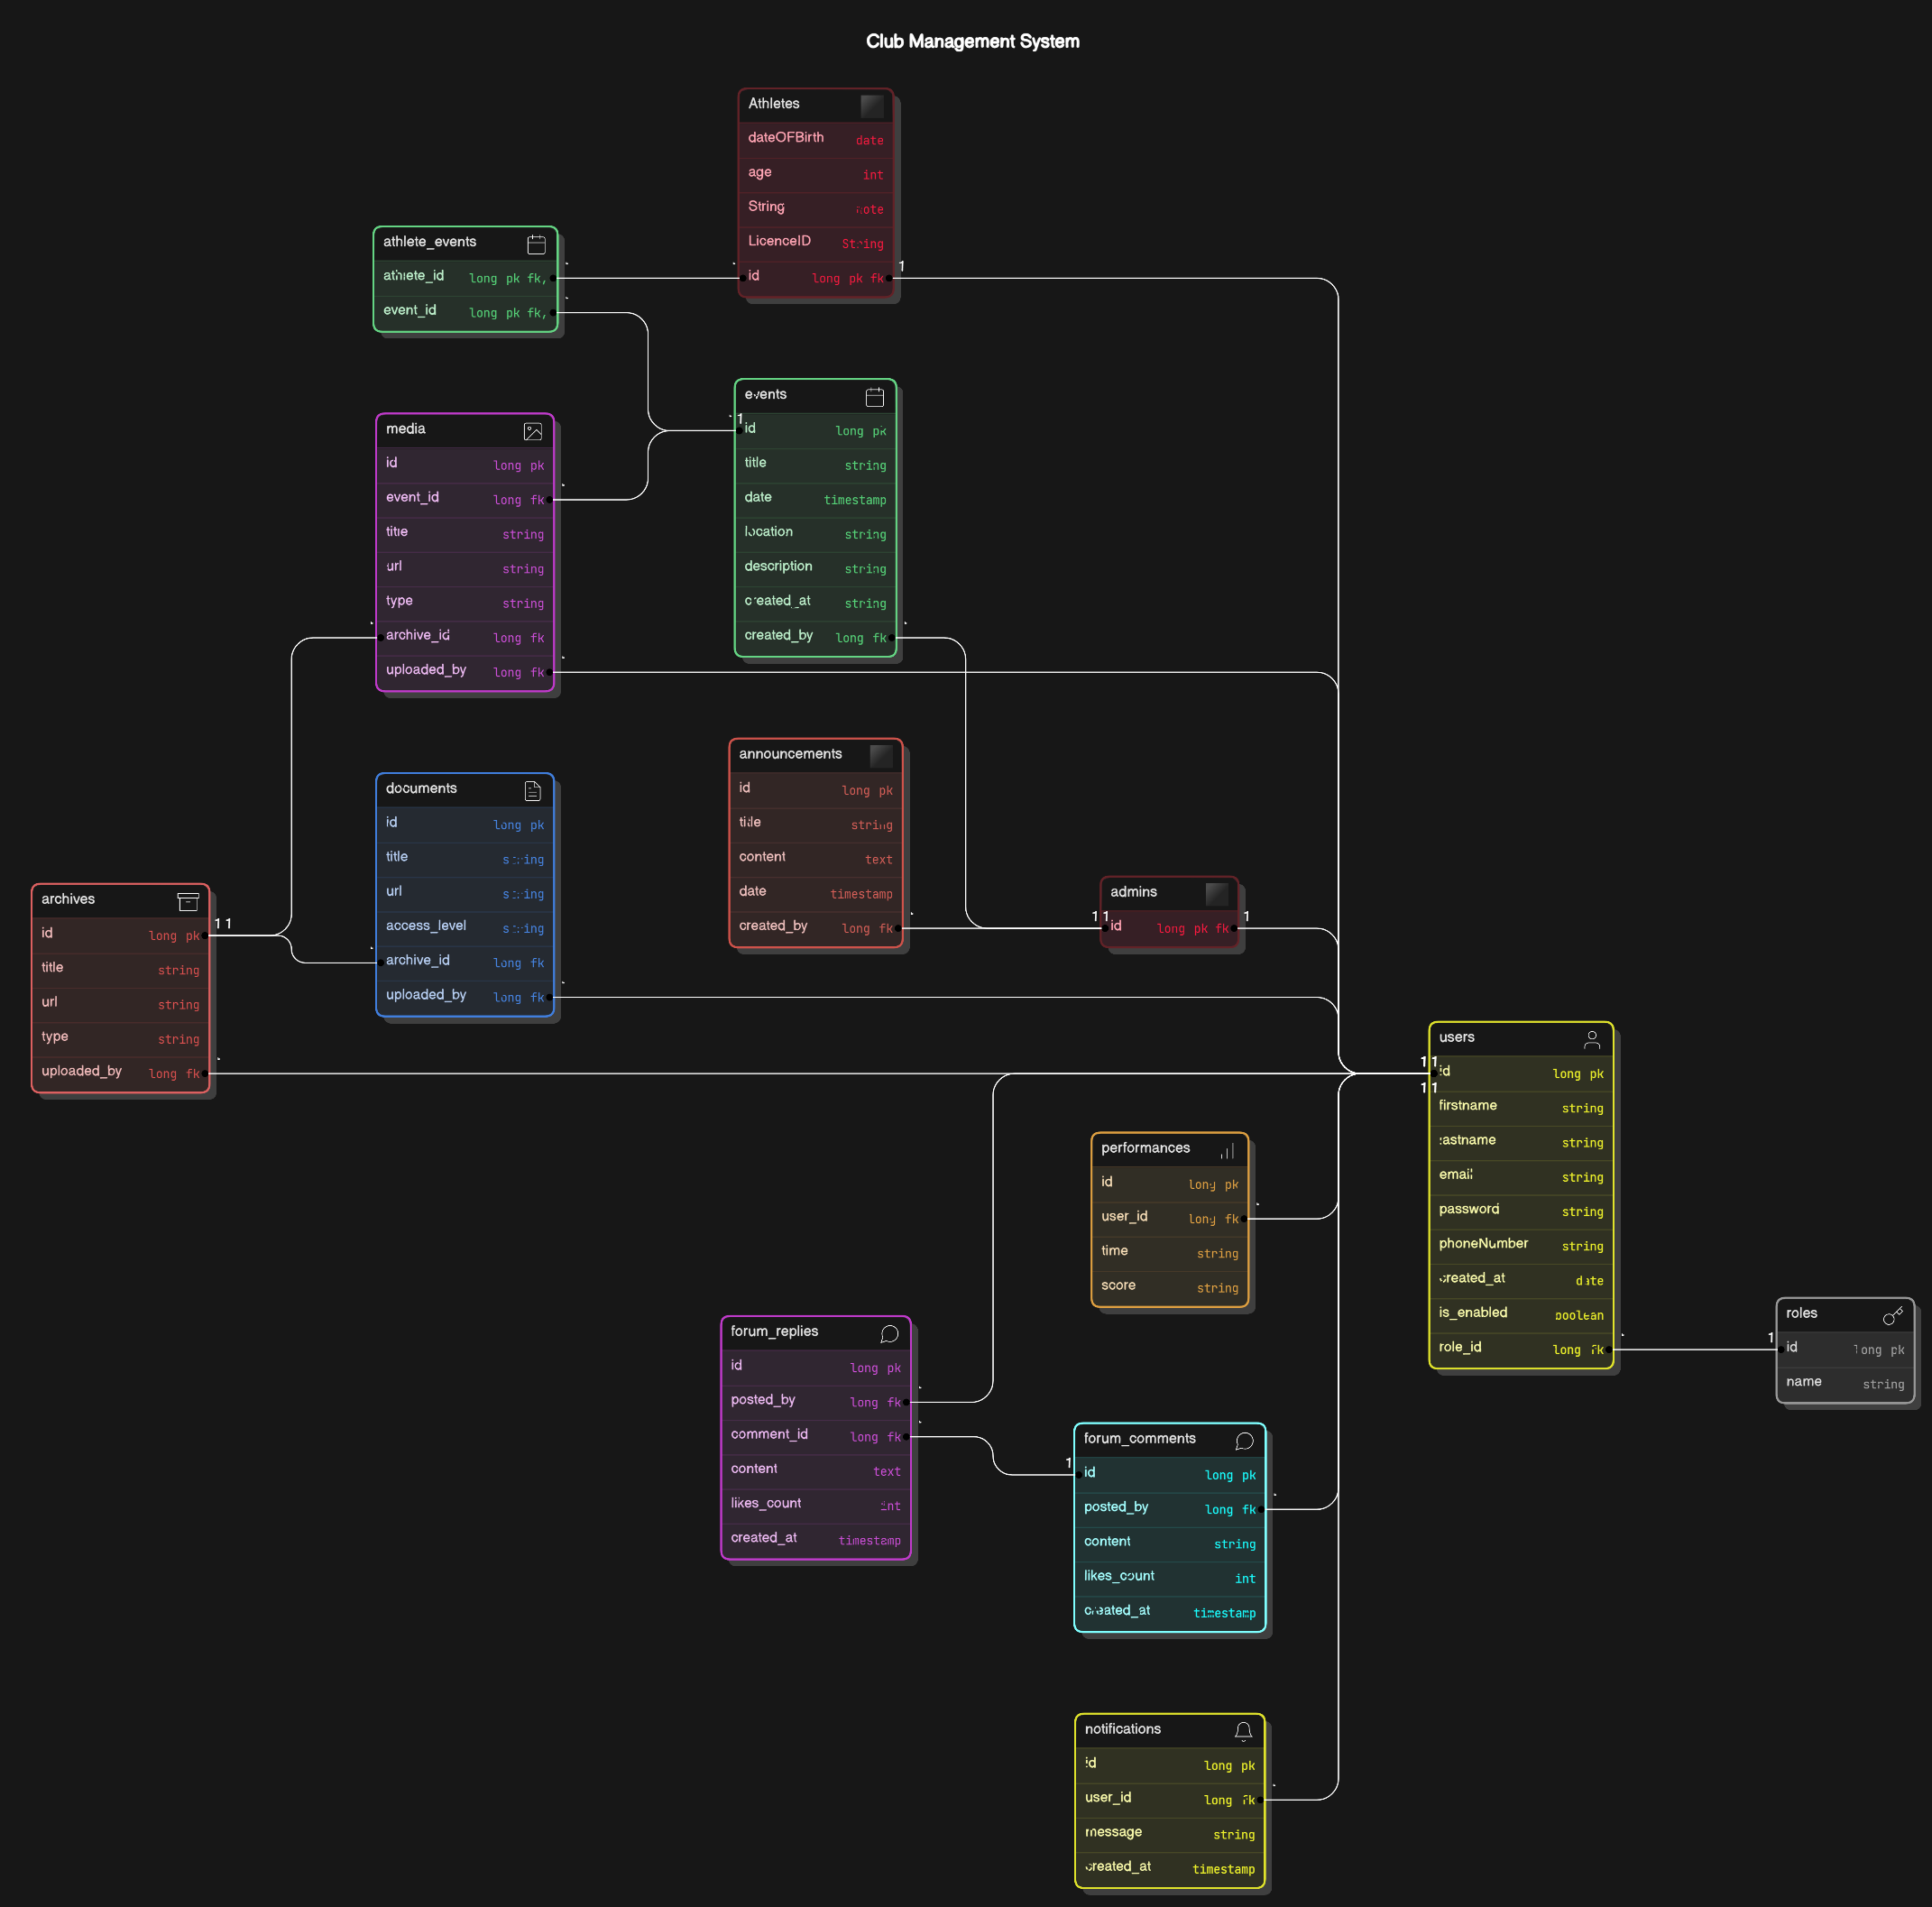 Club Management System
Athletes
dateOFBirth date
age int
String note
LicenceID String
id long pk fk
1
athlete_events
athlete_id long pk fk,
event_id long pk fk,
events
1
id long pk
title string
date timestamp
location string
description string
created_at string
created_by long fk
media
id long pk
event_id long fk
title string
url string
type string
archive_id long fk
uploaded_by long fk
announcements
id long pk
title string
content text
date timestamp
created_by long fk
documents
id long pk
title string
url string
access_level string
archive_id long fk
uploaded_by long fk
admins
1 1
id long pk fk
1
archives
id long pk
1 1
title string
url string
type string
uploaded_by long fk
users
1 1
id long pk
1 1
firstname string
lastname string
email string
password string
phoneNumber string
created_at date
is_enabled boolean
role_id long fk
performances
id long pk
user_id long fk
time string
score string
roles
1
id long pk
name string
forum_replies
id long pk
posted_by long fk
comment_id long fk
content text
likes_count int
created_at timestamp
forum_comments
1
id long pk
posted_by long fk
content string
likes_count int
created_at timestamp
notifications
id long pk
user_id long fk
message string
created_at timestamp